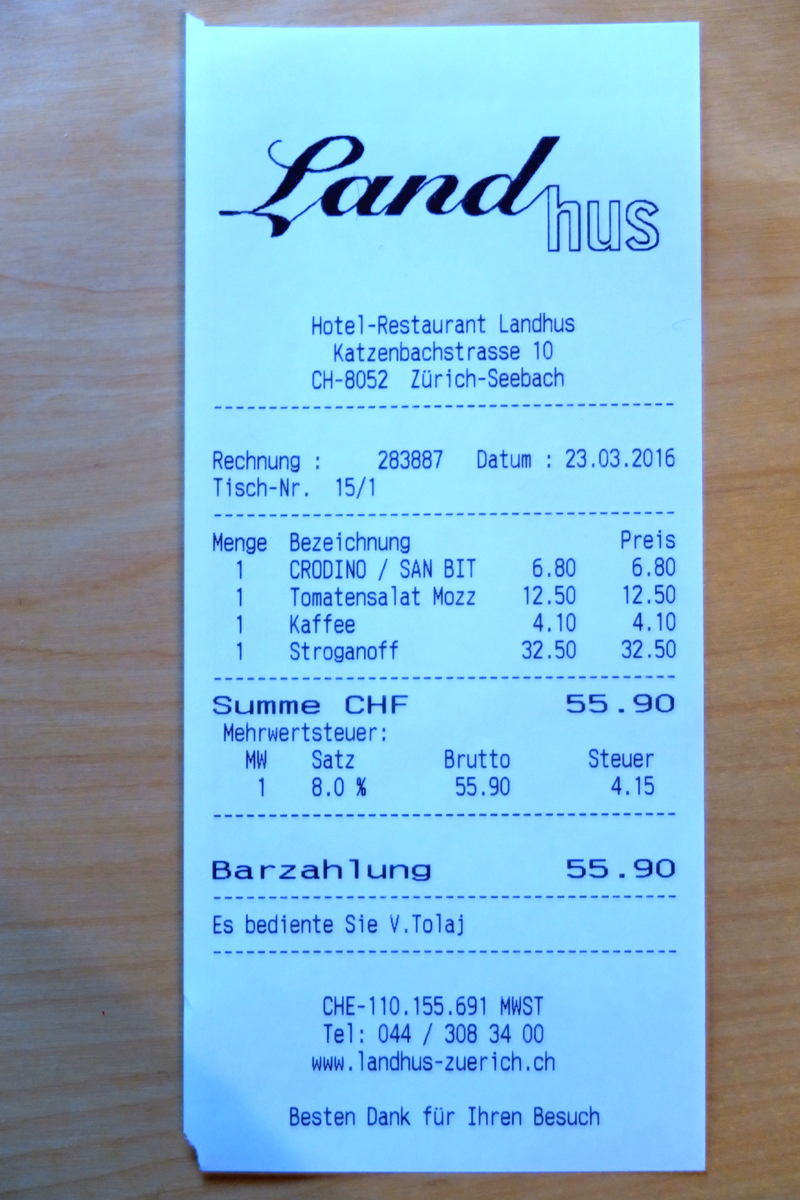 Landhus
Hotel-Restaurant Landhus
Katzenbachstrasse 10
CH-8052 Zürich-Seebach
Rechnung : 283887 Datum : 23.03.2016
Tisch-Nr. 15/1
Menge Bezeichnung Preis
1 CRODINO / SAN BIT 6.80 6.80
1 Tomatensalat Mozz 12.50 12.50
1 Kaffee 4.10 4.10
1 Stroganoff 32.50 32.50
Summe CHF 55.90
Mehrwertsteuer:
MW Satz Brutto Steuer
1 8.0 % 55.90 4.15
Barzahlung 55.90
Es bediente Sie V.Tolaj
CHE-110.155.691 MWST
Tel: 044 / 308 34 00
www.landhus-zuerich.ch
Besten Dank für Ihren Besuch